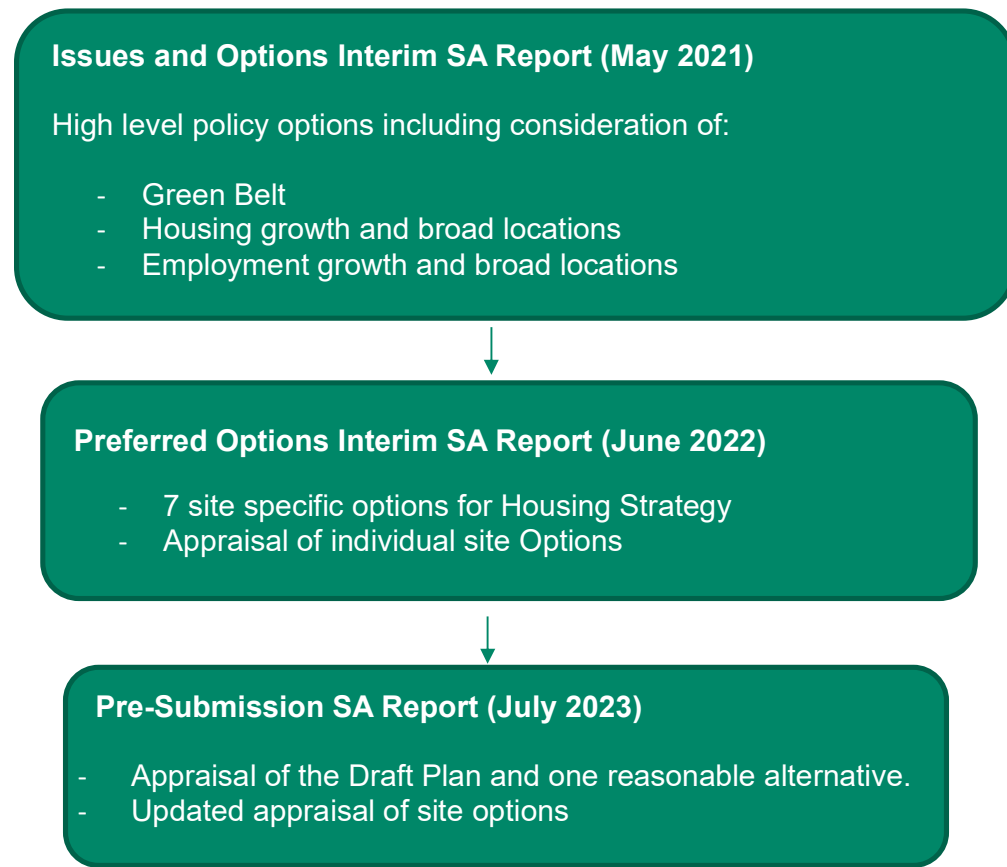 Issues and Options Interim SA Report (May 2021)
High level policy options including consideration of:
- Green Belt
- Housing growth and broad locations
- Employment growth and broad locations
Preferred Options Interim SA Report (June 2022)
- 7 site specific options for Housing Strategy
- Appraisal of individual site Options
Pre-Submission SA Report (July 2023)
- Appraisal of the Draft Plan and one reasonable alternative.
- Updated appraisal of site options